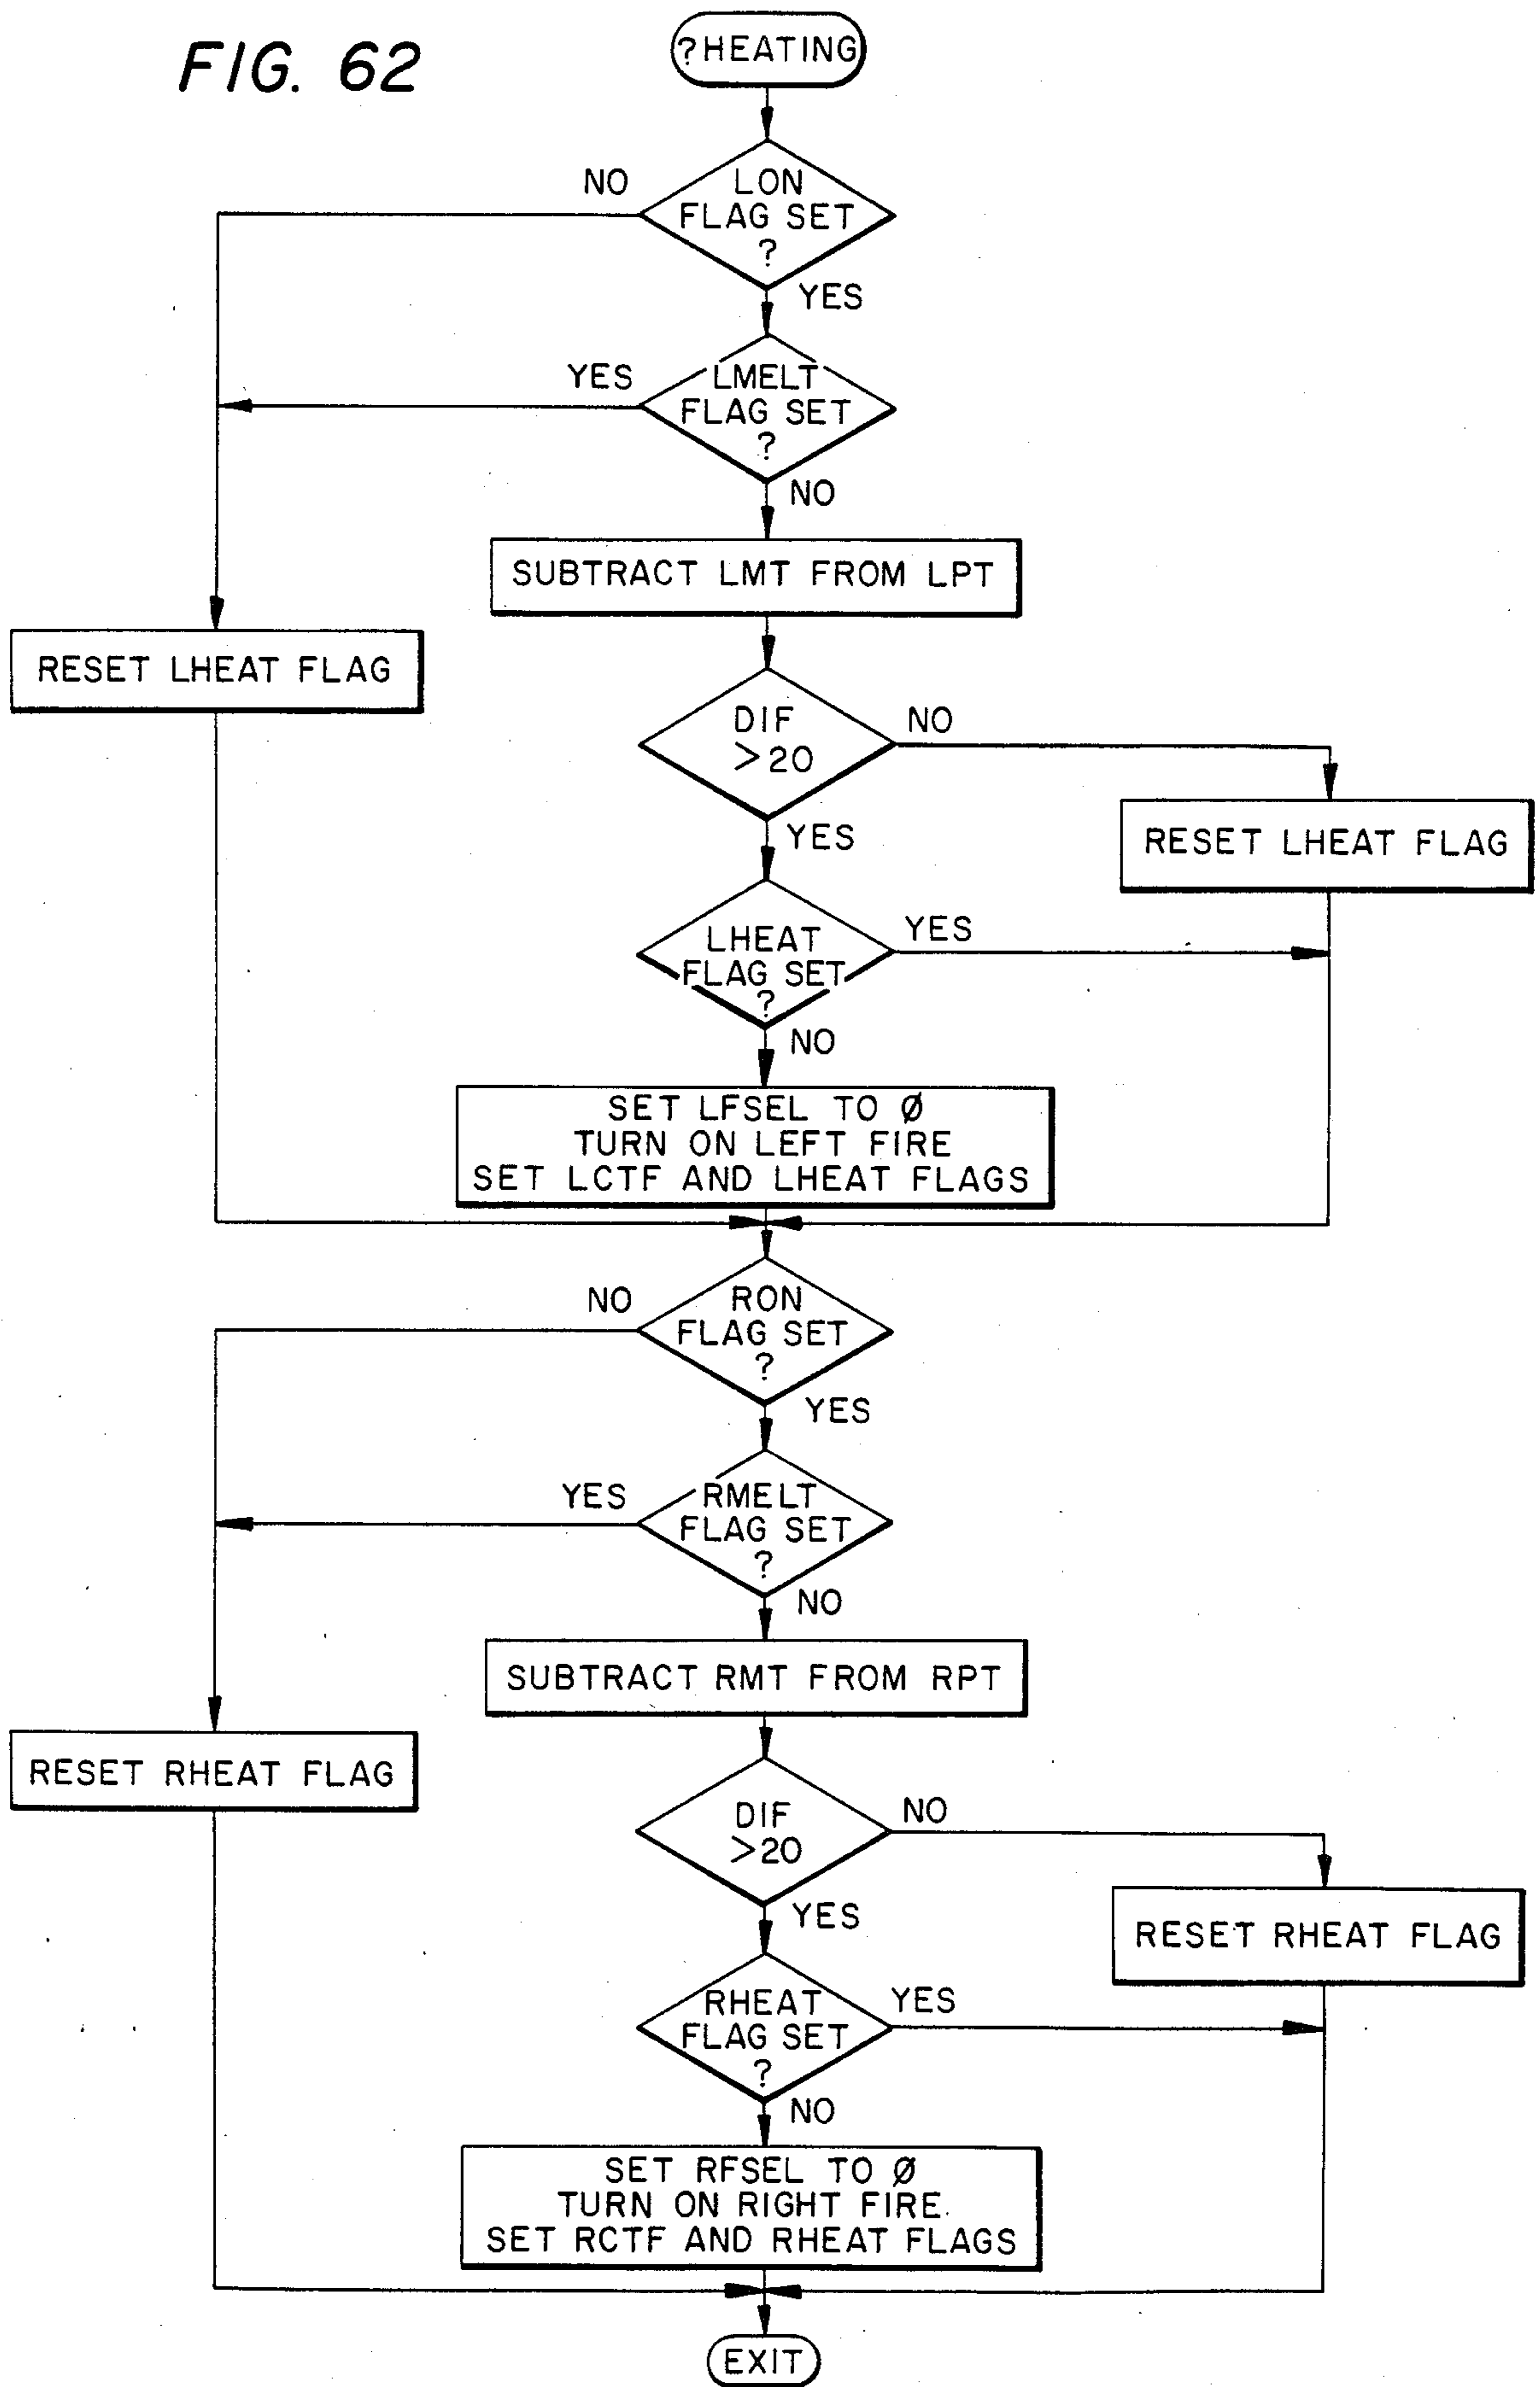 FIG. 62
?HEATING
LON
FLAG SET
?
NO
YES
LMELT
FLAG SET
?
YES
NO
SUBTRACT LMT FROM LPT
RESET LHEAT FLAG
DIF
>20
NO
YES
RESET LHEAT FLAG
LHEAT
FLAG SET
?
YES
NO
SET LFSEL TO Ø
TURN ON LEFT FIRE
SET LCTF AND LHEAT FLAGS
RON
FLAG SET
?
NO
YES
RMELT
FLAG SET
?
YES
NO
SUBTRACT RMT FROM RPT
RESET RHEAT FLAG
DIF
>20
NO
YES
RESET RHEAT FLAG
RHEAT
FLAG SET
?
YES
NO
SET RFSEL TO Ø
TURN ON RIGHT FIRE.
SET RCTF AND RHEAT FLAGS
EXIT